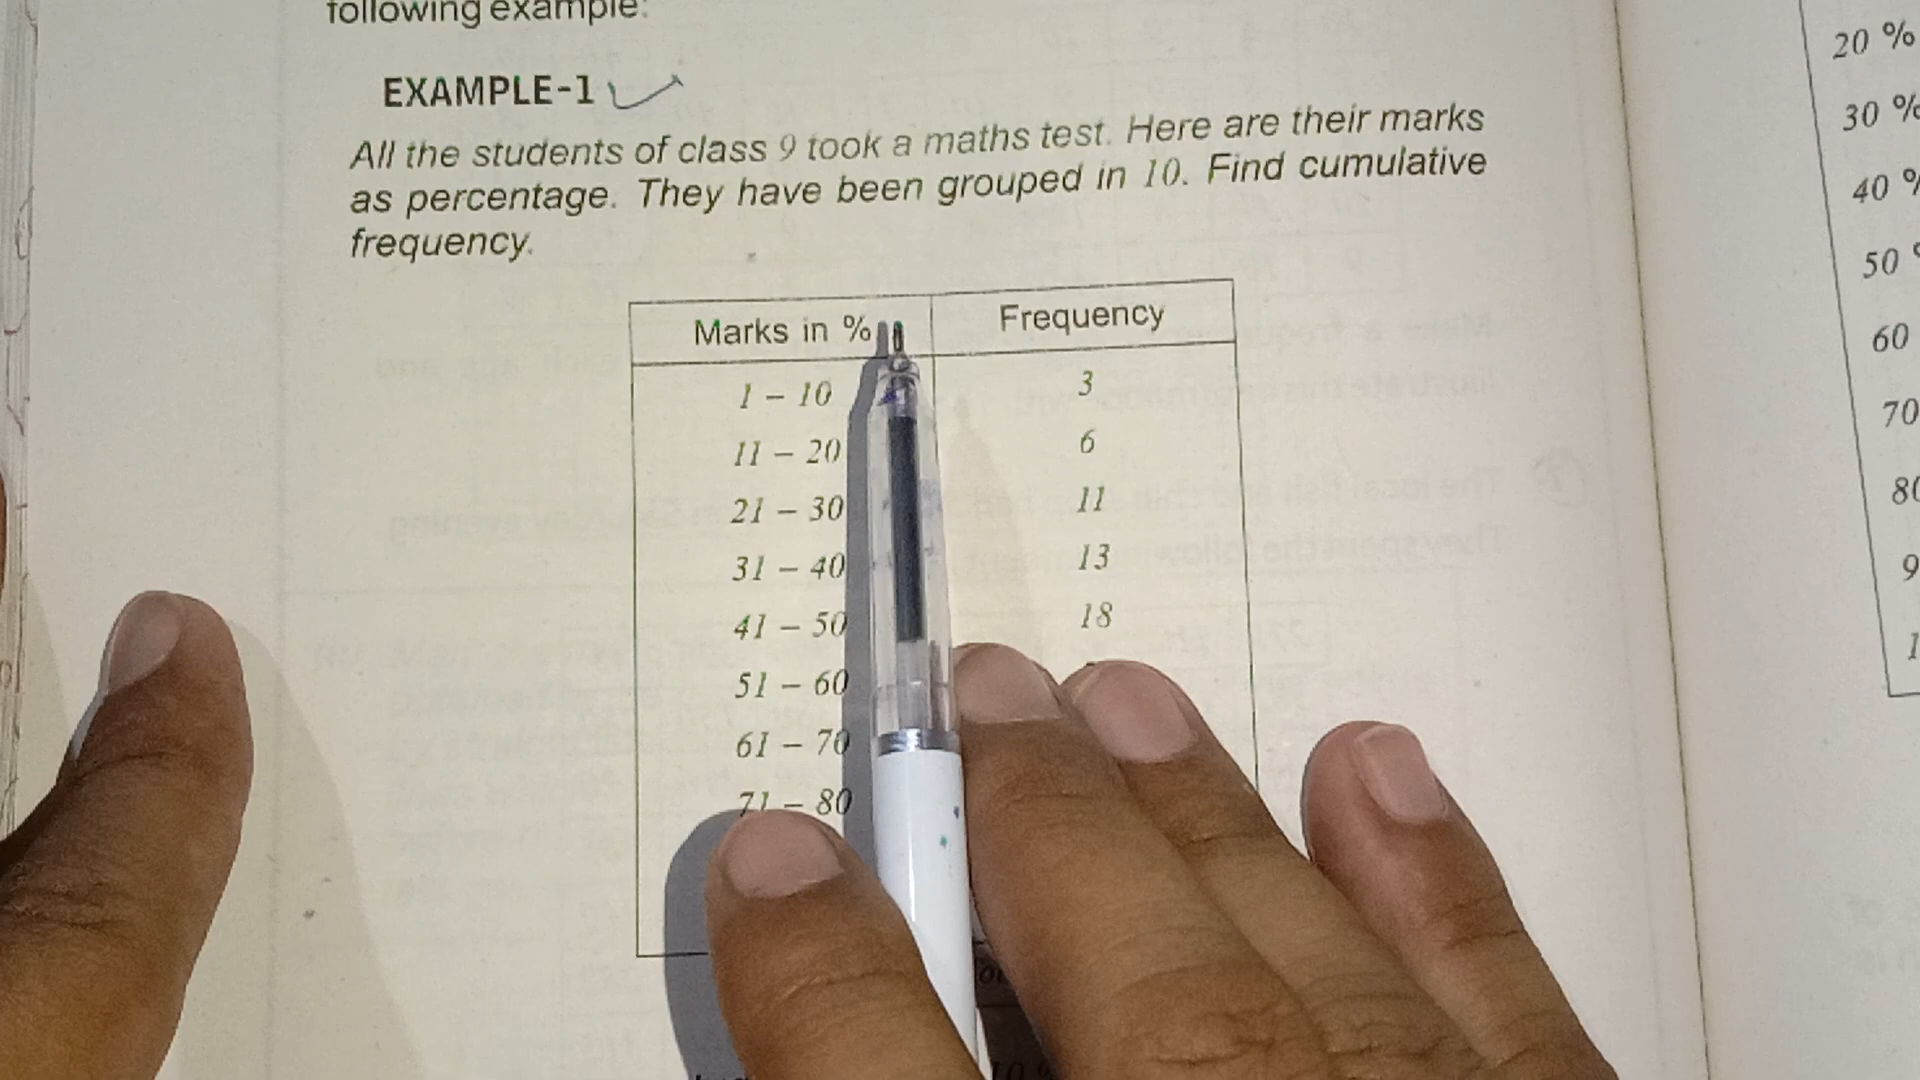 following example:
EXAMPLE-1
All the students of class 9 took a maths test. Here are their marks
as percentage. They have been grouped in 10. Find cumulative
frequency.
Marks in % Frequency
1 – 10 3
11 – 20 6
21 – 30 11
31 – 40 13
41 – 50 18
51 – 60
61 – 70
71 – 80
20 %
30 %
40 %
50
60
70